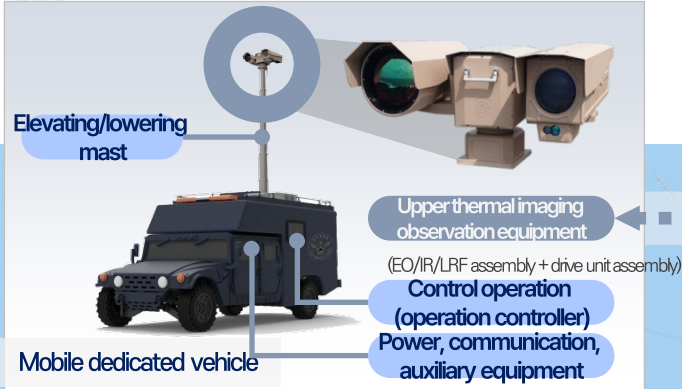 Elevating/lowering
mast
Upper thermal imaging
observation equipment
(EO/IR/LRF assembly + drive unit assembly)
Control operation
(operation controller)
Power, communication,
auxiliary equipment
Mobile dedicated vehicle